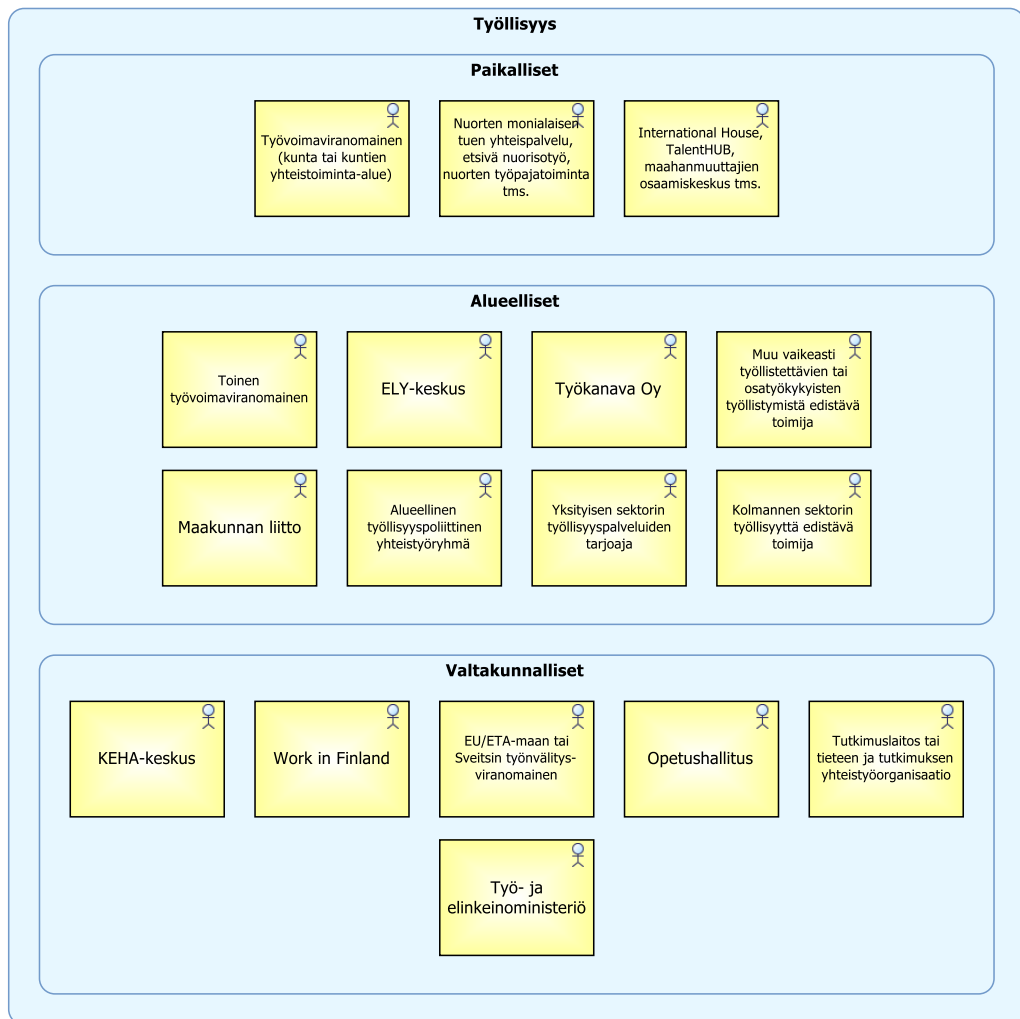 Työllisyys
Paikalliset
Työvoimaviranomainen
(kunta tai kuntien
yhteistoiminta-alue)
Nuorten monialaisen
tuen yhteispalvelu,
etsivä nuorisotyö,
nuorten työpajatoiminta
tms.
International House,
TalentHUB,
maahanmuuttajien
osaamiskeskus tms.
Alueelliset
Toinen
työvoimaviranomainen
ELY-keskus
Työkanava Oy
Muu vaikeasti
työllistettävien tai
osatyökykyisten
työllistymistä edistävä
toimija
Maakunnan liitto
Alueellinen
työllisyyspoliittinen
yhteistyöryhmä
Yksityisen sektorin
työllisyyspalveluiden
tarjoaja
Kolmannen sektorin
työllisyyttä edistävä
toimija
Valtakunnalliset
KEHA-keskus
Work in Finland
EU/ETA-maan tai
Sveitsin työnvälitys-
viranomainen
Opetushallitus
Tutkimuslaitos tai
tieteen ja tutkimuksen
yhteistyöorganisaatio
Työ- ja
elinkeinoministeriö